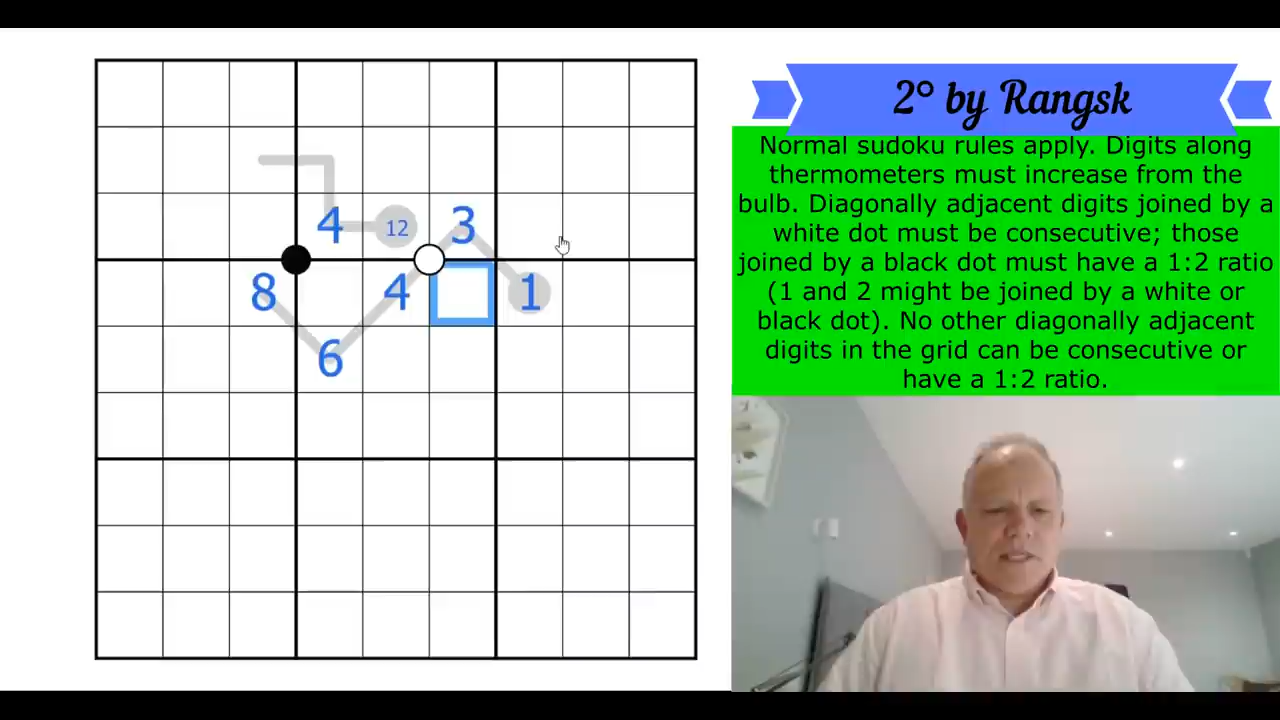 2° by Rangsk
Normal sudoku rules apply. Digits along
thermometers must increase from the
bulb. Diagonally adjacent digits joined by a
white dot must be consecutive; those
joined by a black dot must have a 1:2 ratio
(1 and 2 might be joined by a white or
black dot). No other diagonally adjacent
digits in the grid can be consecutive or
have a 1:2 ratio.
4 12 3
8 4 1
6